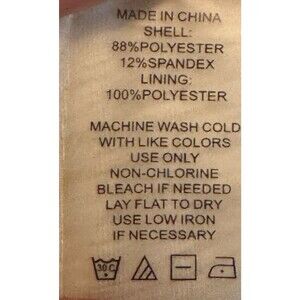 MADE IN CHINA
SHELL:
88%POLYESTER
12%SPANDEX
LINING:
100%POLYESTER
MACHINE WASH COLD
WITH LIKE COLORS
USE ONLY
NON-CHLORINE
BLEACH IF NEEDED
LAY FLAT TO DRY
USE LOW IRON
IF NECESSARY
30 C